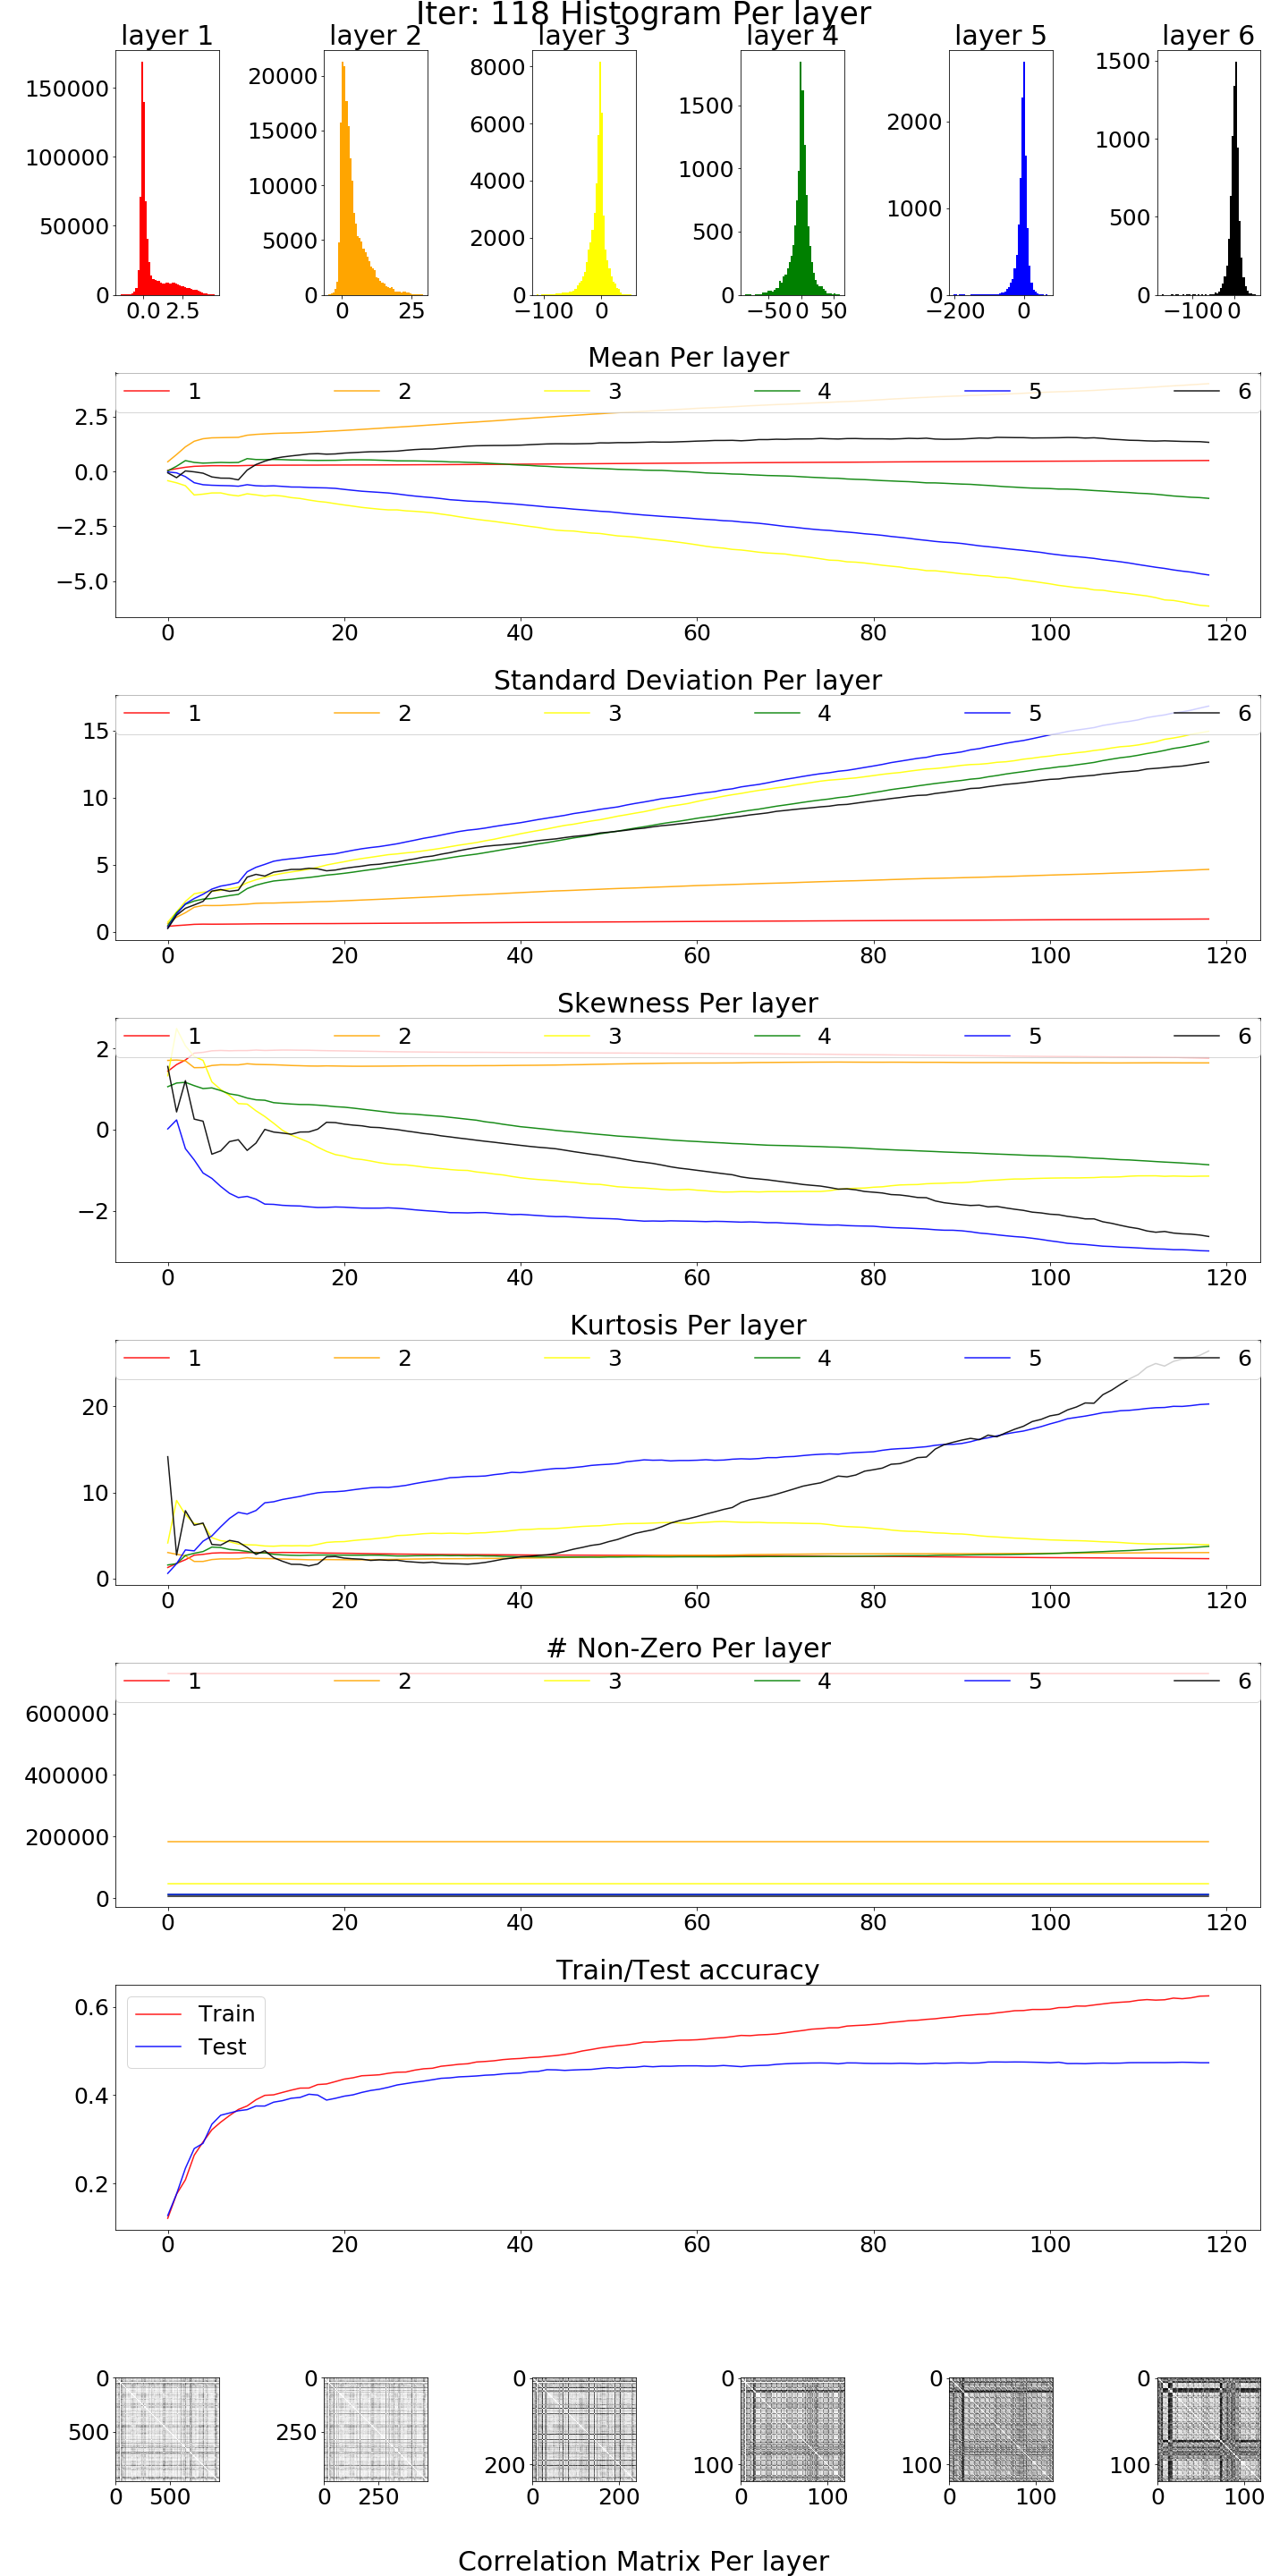 Iter: 118 Histogram Per layer
layer 1 layer 2 layer 3 layer 4 layer 5 layer 6
150000 100000 50000 0
0.0 2.5
20000 15000 10000 5000 0
0 25
8000 6000 4000 2000 0
−100 0
1500 1000 500 0
−50 0 50
2000 1000 0
−200 0
1500 1000 500 0
−100 0
Mean Per layer
1 2 3 4 5 6
2.5
0.0
−2.5
−5.0
0 20 40 60 80 100 120
Standard Deviation Per layer
1 2 3 4 5 6
15
10
5
0
0 20 40 60 80 100 120
Skewness Per layer
1 2 3 4 5 6
2
0
−2
0 20 40 60 80 100 120
Kurtosis Per layer
1 2 3 4 5 6
20
10
0
0 20 40 60 80 100 120
# Non-Zero Per layer
1 2 3 4 5 6
600000
400000
200000
0
0 20 40 60 80 100 120
Train/Test accuracy
Train
Test
0.6
0.4
0.2
0 20 40 60 80 100 120
0 500
0 500
0 250
0 250
0 200
0 200
0 100
0 100
0 100
0 100
0 100
0 100
Correlation Matrix Per layer